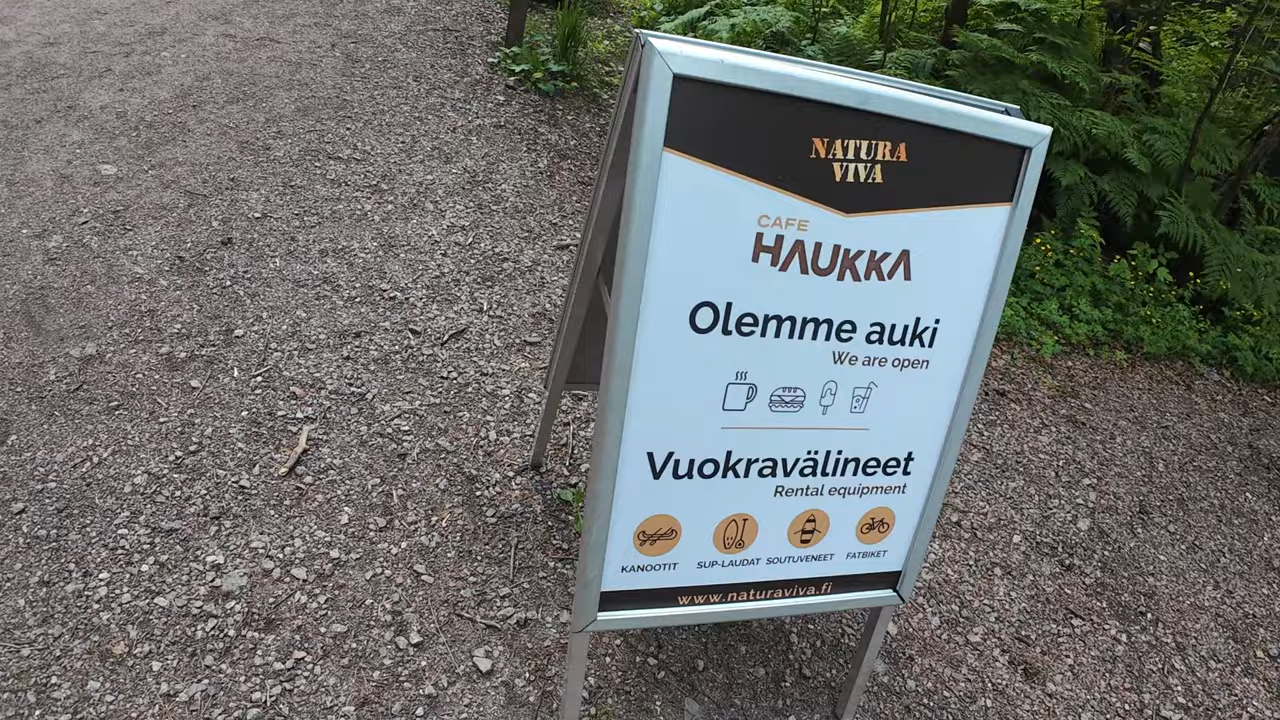 NATURA
VIVA
CAFE
HAUKKA
Olemme auki
We are open
Vuokravälineet
Rental equipment
KANOOTIT SUP-LAUDAT SOUTUVENEET FATBIKET
www.naturaviva.fi